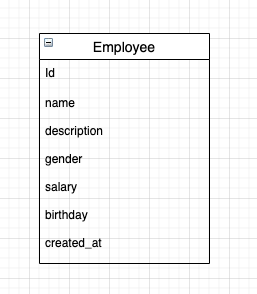 Employee
Id
name
description
gender
salary
birthday
created_at